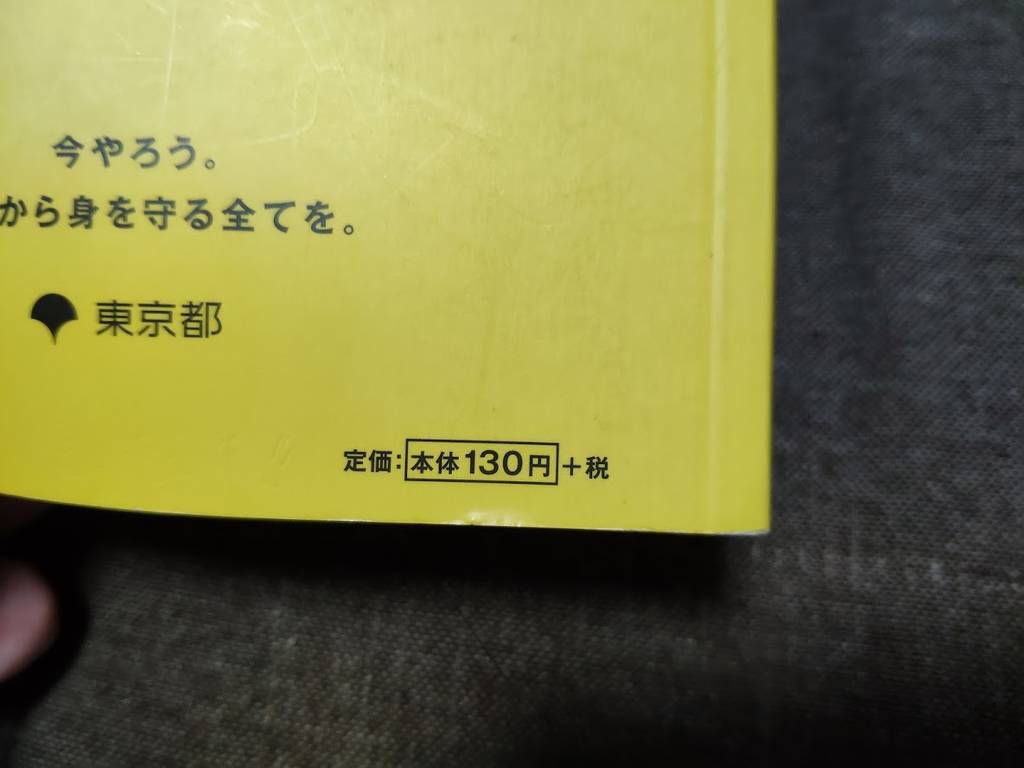 今やろう。
から身を守る全てを。
東京都
定価:本体130円+税